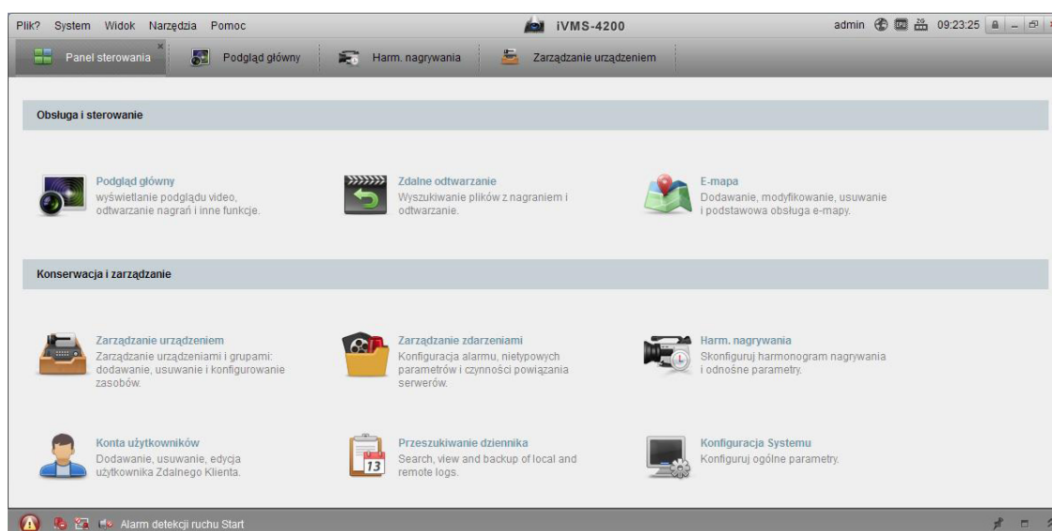 Plik? System Widok Narzędzia Pomoc
iVMS-4200
admin
09:23:25
Panel sterowania
Podgląd główny
Harm. nagrywania
Zarządzanie urządzeniem
Obsługa i sterowanie
Podgląd główny
wyświetlanie podglądu video,
odtwarzanie nagrań i inne funkcje.
Zdalne odtwarzanie
Wyszukiwanie plików z nagraniem i
odtwarzanie.
E-mapa
Dodawanie, modyfikowanie, usuwanie
i podstawowa obsługa e-mapy.
Konserwacja i zarządzanie
Zarządzanie urządzeniem
Zarządzanie urządzeniami i grupami:
dodawanie, usuwanie i konfigurowanie
zasobów.
Zarządzanie zdarzeniami
Konfiguracja alarmu, nietypowych
parametrów i czynności powiązania
serwerów.
Harm. nagrywania
Skonfiguruj harmonogram nagrywania
i odnośne parametry.
Konta użytkowników
Dodawanie, usuwanie, edycja
użytkownika Zdalnego Klienta.
13
Przeszukiwanie dziennika
Search, view and backup of local and
remote logs.
Konfiguracja Systemu
Konfiguruj ogólne parametry.
Alarm detekcji ruchu Start